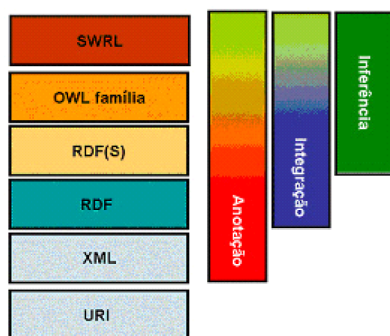 SWRL
OWL família
RDF(S)
RDF
XML
URI
Anotação
Integração
Inferência